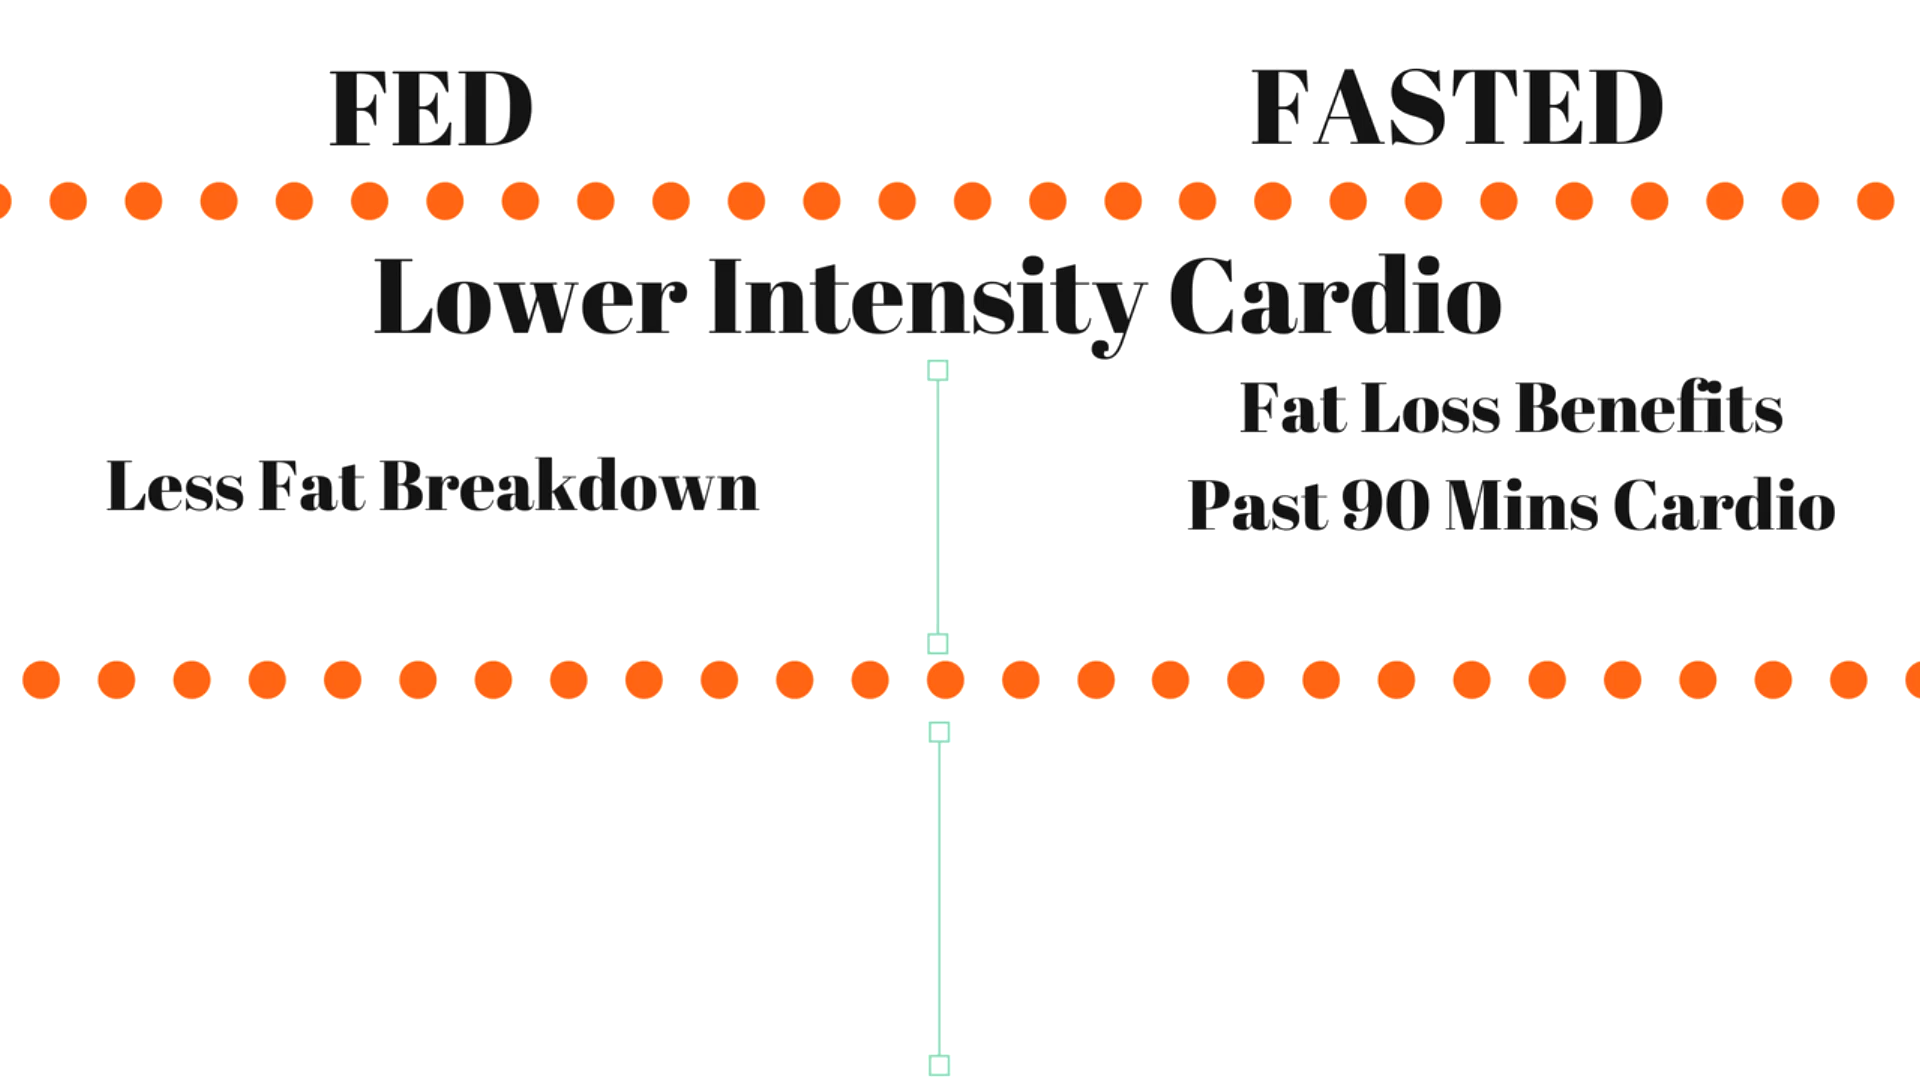 FED
FASTED
Lower Intensity Cardio
Less Fat Breakdown
Fat Loss Benefits
Past 90 Mins Cardio